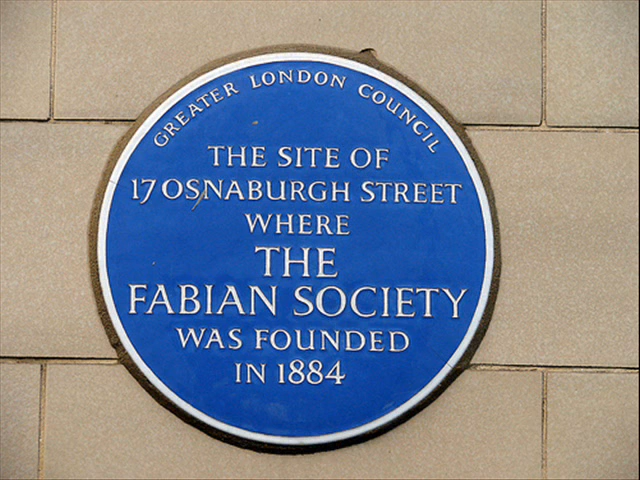 GREATER LONDON COUNCIL
THE SITE OF
17 OSNABURGH STREET
WHERE
THE
FABIAN SOCIETY
WAS FOUNDED
IN 1884